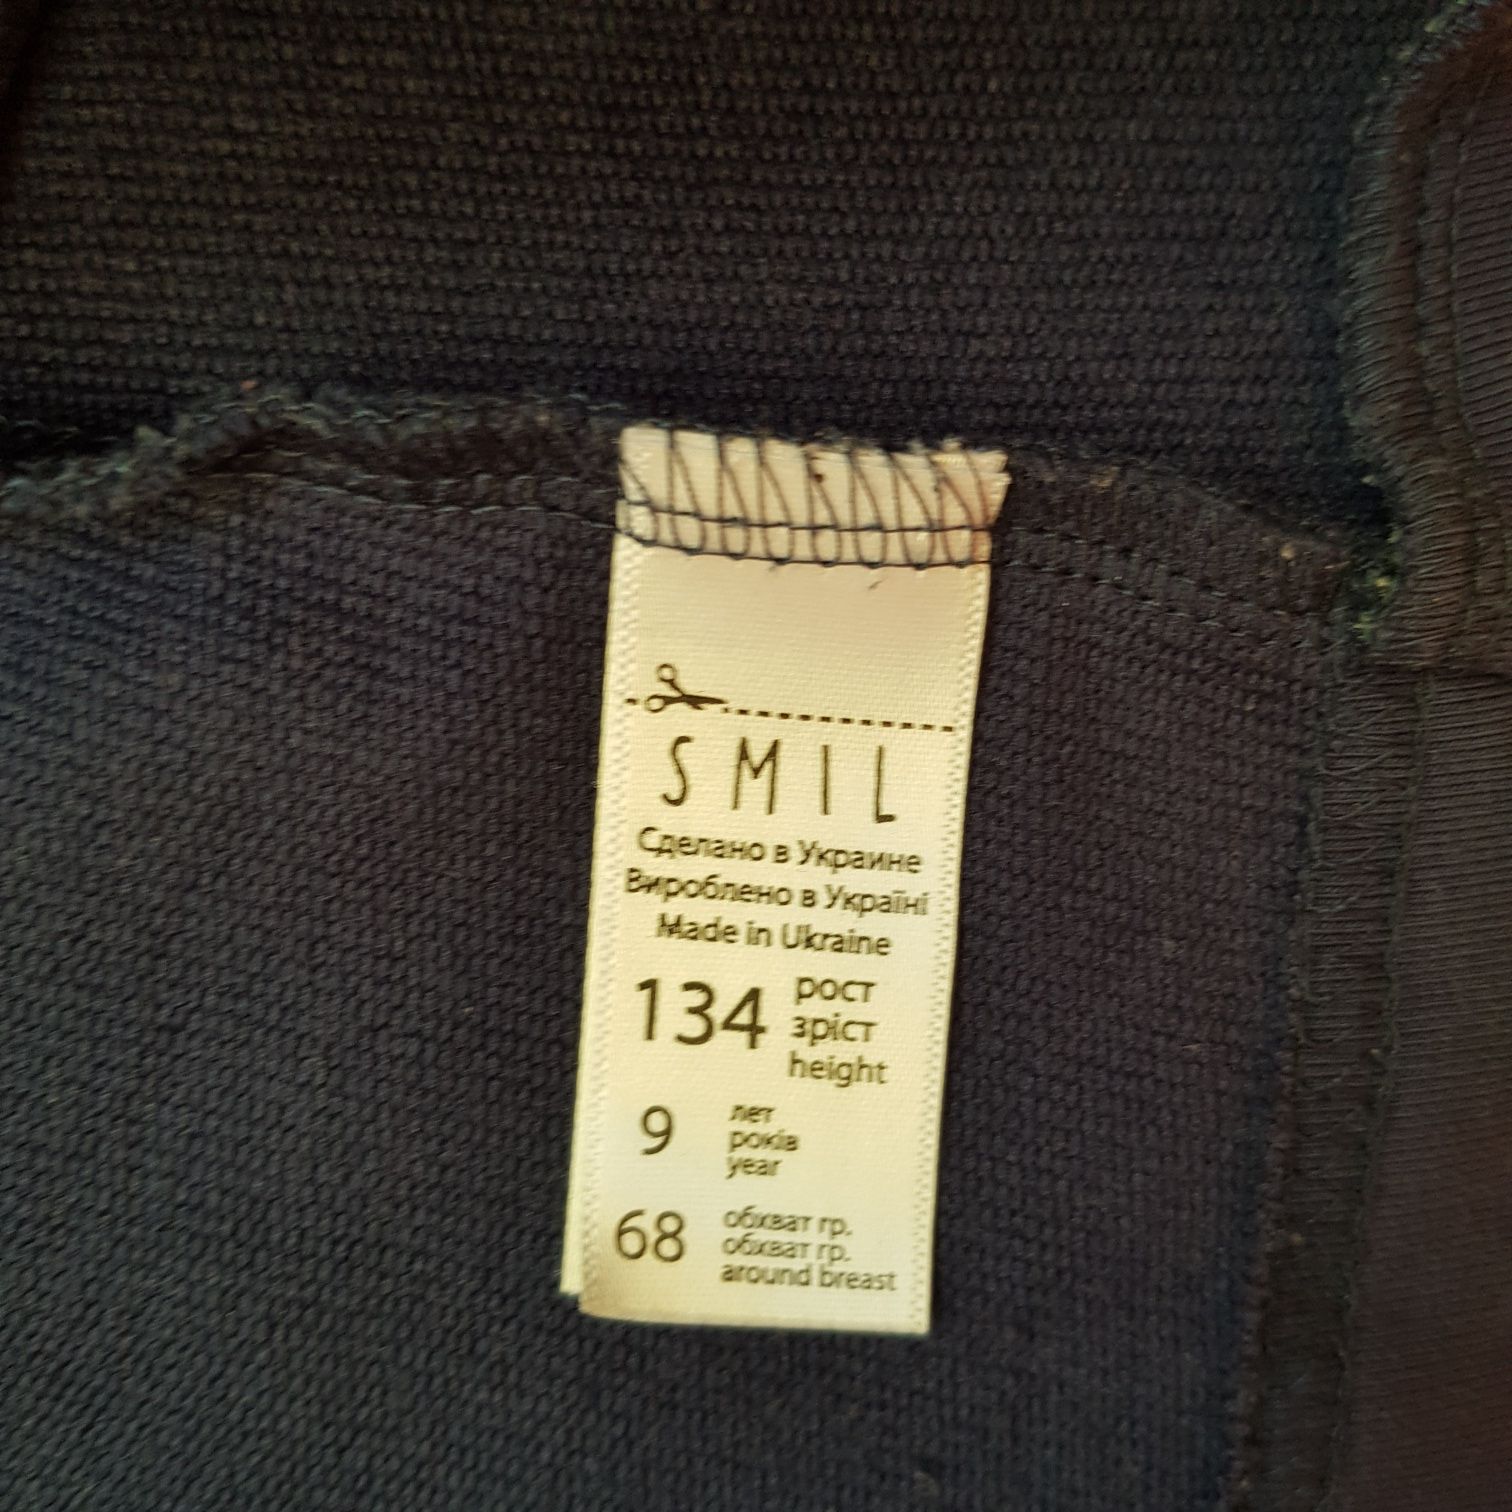 SMIL
Сделано в Украине
Вироблено в Україні
Made in Ukraine
134 рост
зріст
height
9 лет
років
year
68 обхват гр.
обхват гр.
around breast